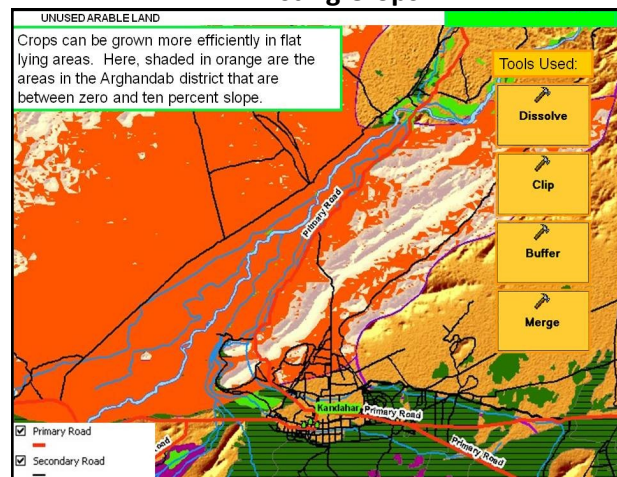 UNUSED ARABLE LAND
Crops can be grown more efficiently in flat
lying areas. Here, shaded in orange are the
areas in the Arghandab district that are
between zero and ten percent slope.
Tools Used:
Dissolve
Clip
Buffer
Merge
Primary Road
Kandahar
Primary Road
Primary Road
Primary Road
Secondary Road